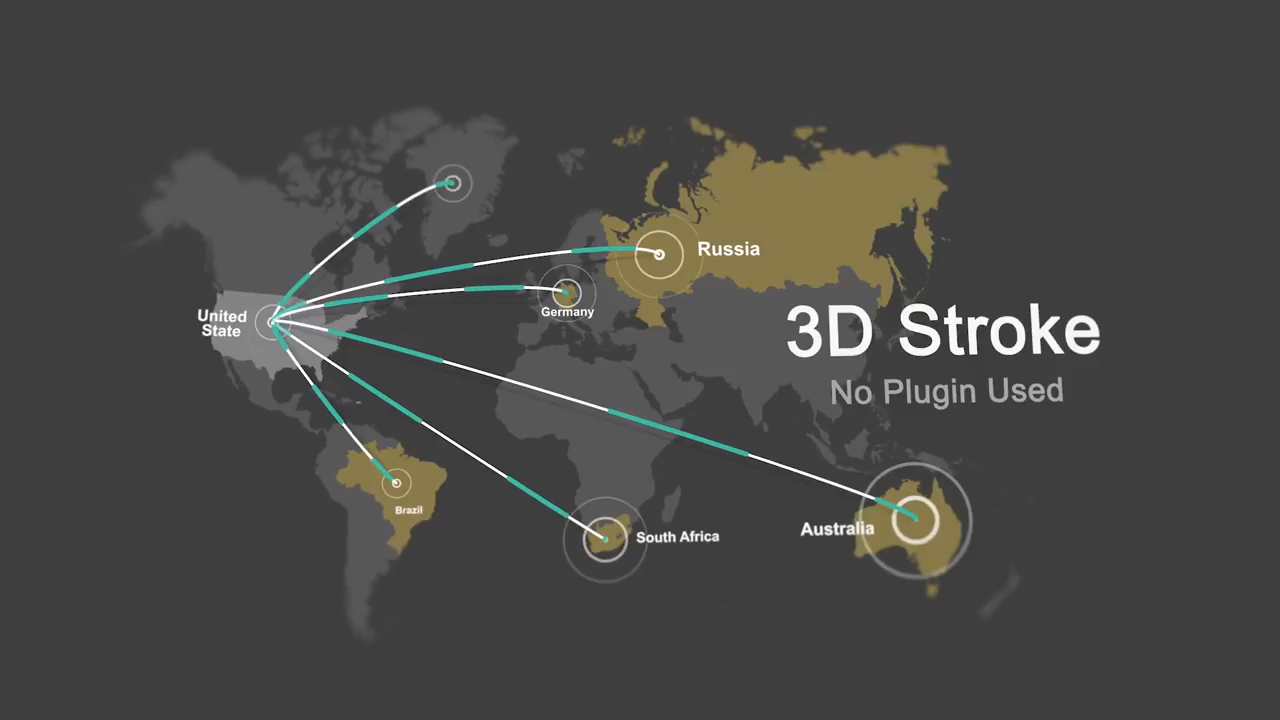 Russia
3D Stroke
No Plugin Used
United
State
Germany
Brazil
South Africa
Australia